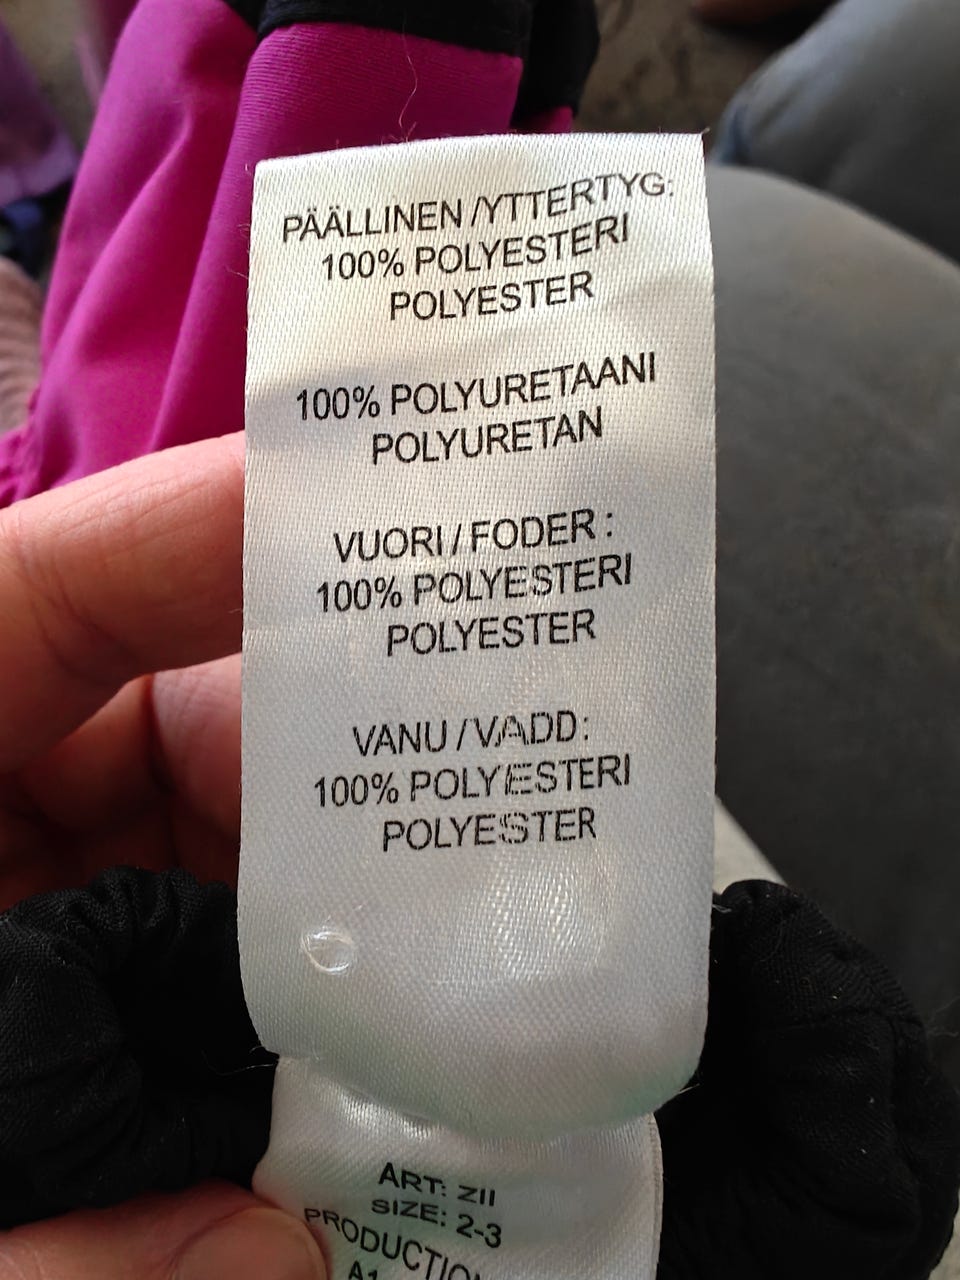 PÄÄLLINEN /YTTERTYG:
100% POLYESTERI
POLYESTER
100% POLYURETAANI
POLYURETAN
VUORI / FODER :
100% POLYESTERI
POLYESTER
VANU / VADD:
100% POLYESTERI
POLYESTER
ART: ZII
SIZE: 2-3